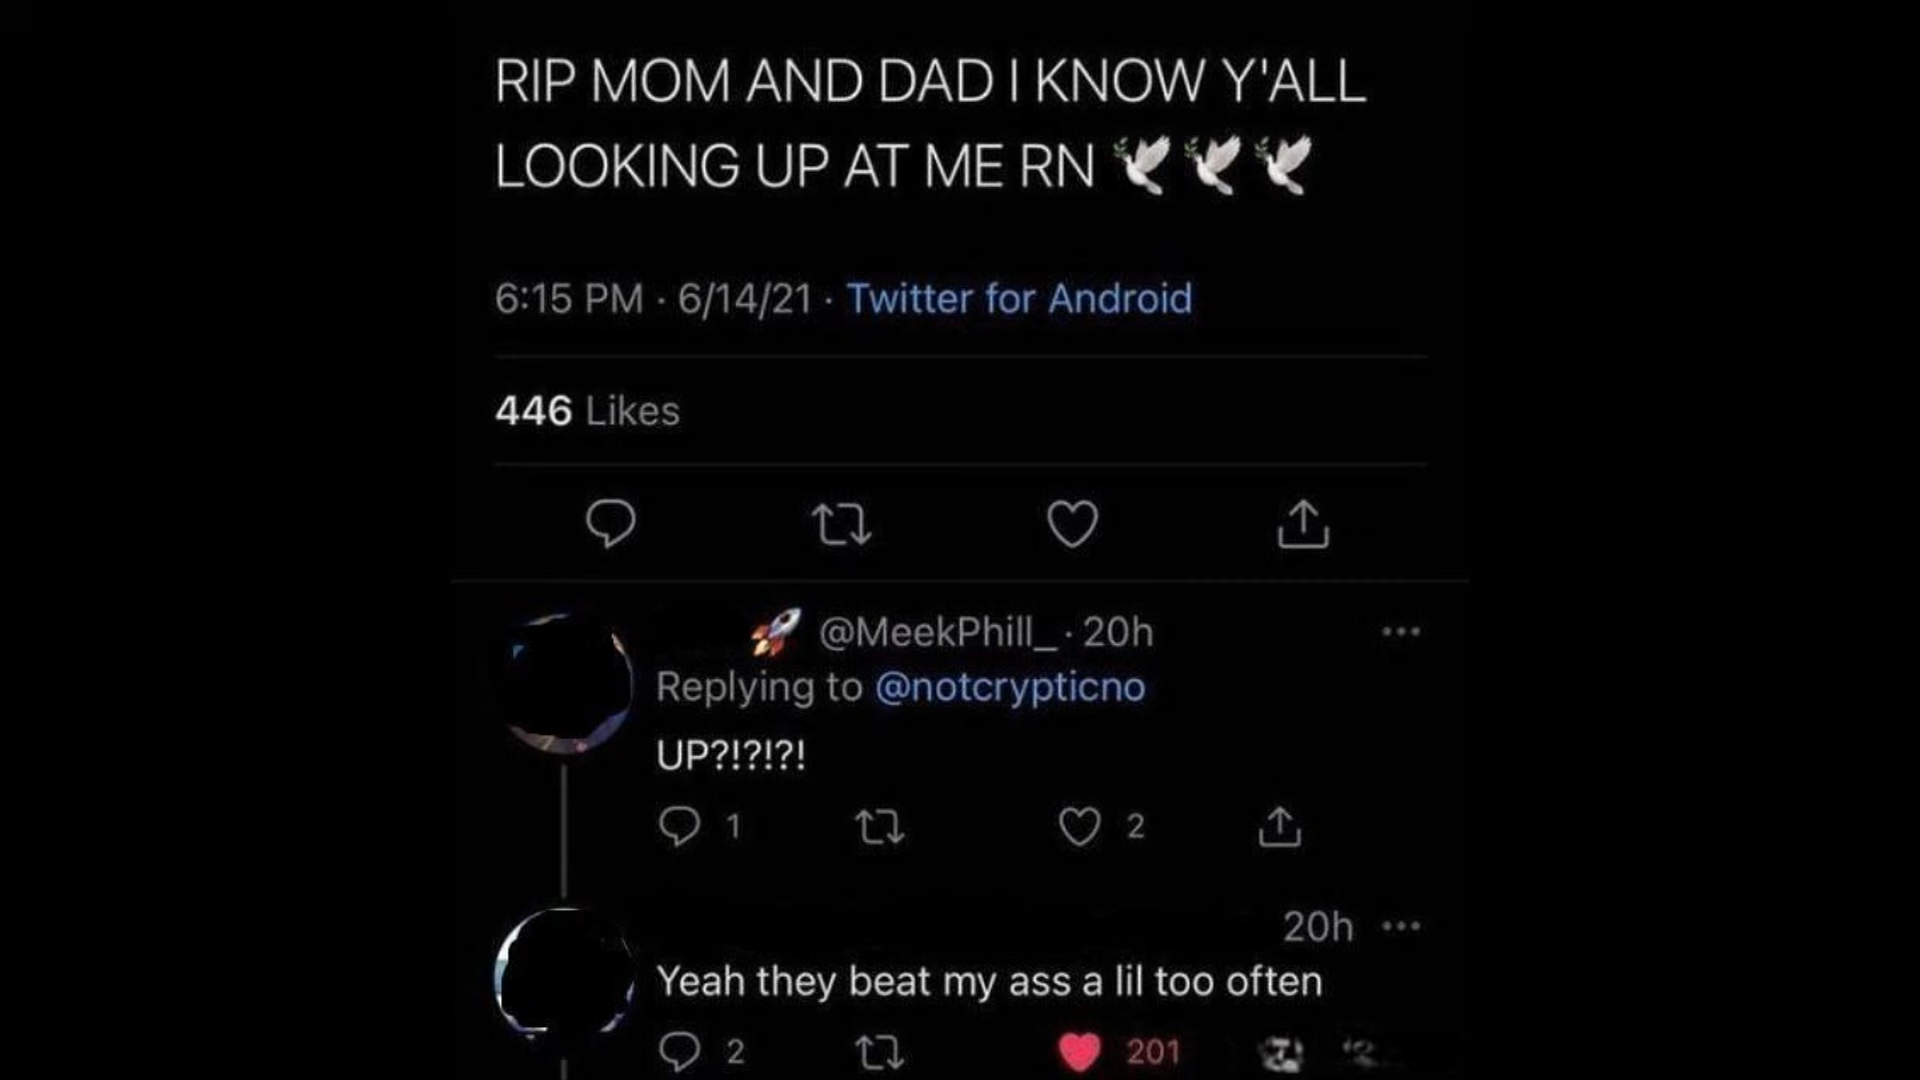 RIP MOM AND DAD I KNOW Y'ALL
LOOKING UP AT ME RN 🕊🕊🕊
6:15 PM · 6/14/21 · Twitter for Android
446 Likes
🚀 @MeekPhill_ · 20h
Replying to @notcrypticno
UP?!?!?!
1 2
20h
Yeah they beat my ass a lil too often
2 201